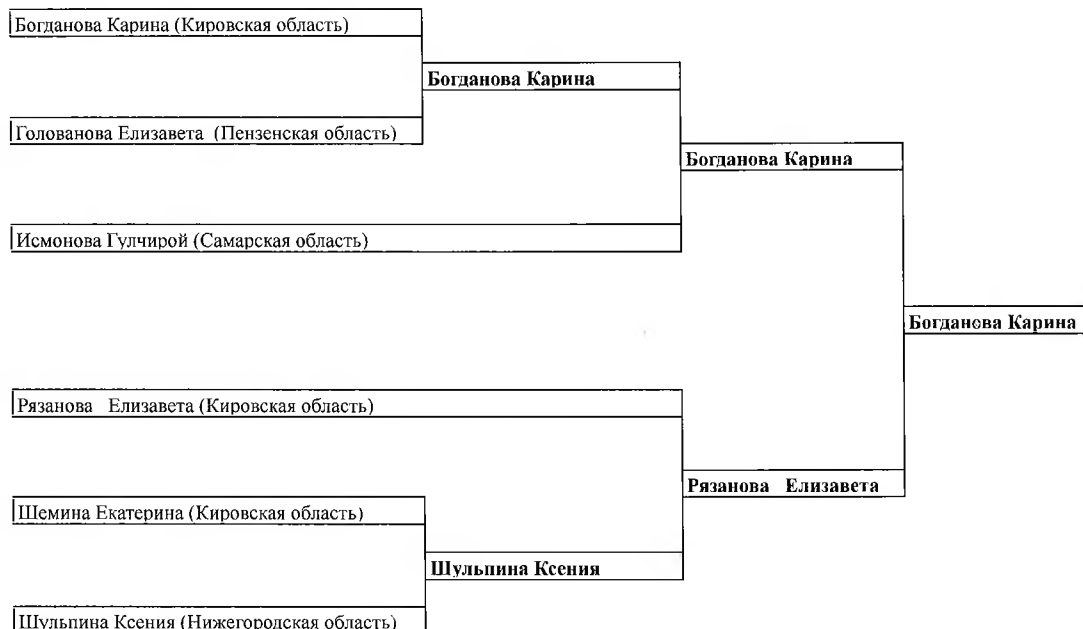 Богданова Карина (Кировская область)
Богданова Карина
Голованова Елизавета (Пензенская область)
Богданова Карина
Исмонова Гулчирой (Самарская область)
Богданова Карина
Рязанова Елизавета (Кировская область)
Рязанова Елизавета
Шемина Екатерина (Кировская область)
Шульпина Ксения
Шульпина Ксения (Нижегородская область)